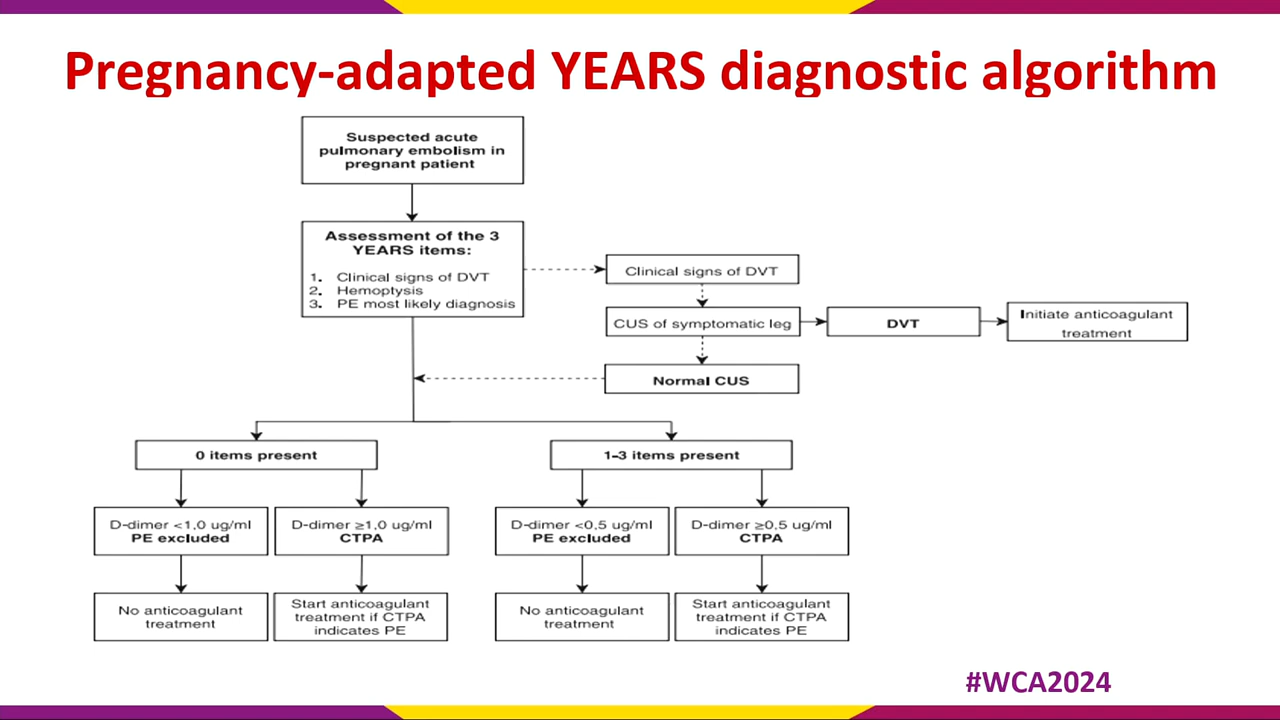 Pregnancy-adapted YEARS diagnostic algorithm
Suspected acute
pulmonary embolism in
pregnant patient
Assessment of the 3
YEARS items:
1. Clinical signs of DVT
2. Hemoptysis
3. PE most likely diagnosis
Clinical signs of DVT
CUS of symptomatic leg
DVT
Initiate anticoagulant
treatment
Normal CUS
0 items present
1-3 items present
D-dimer <1,0 ug/ml
PE excluded
D-dimer ≥1,0 ug/ml
CTPA
D-dimer <0,5 ug/ml
PE excluded
D-dimer ≥0,5 ug/ml
CTPA
No anticoagulant
treatment
Start anticoagulant
treatment if CTPA
indicates PE
No anticoagulant
treatment
Start anticoagulant
treatment if CTPA
indicates PE
#WCA2024